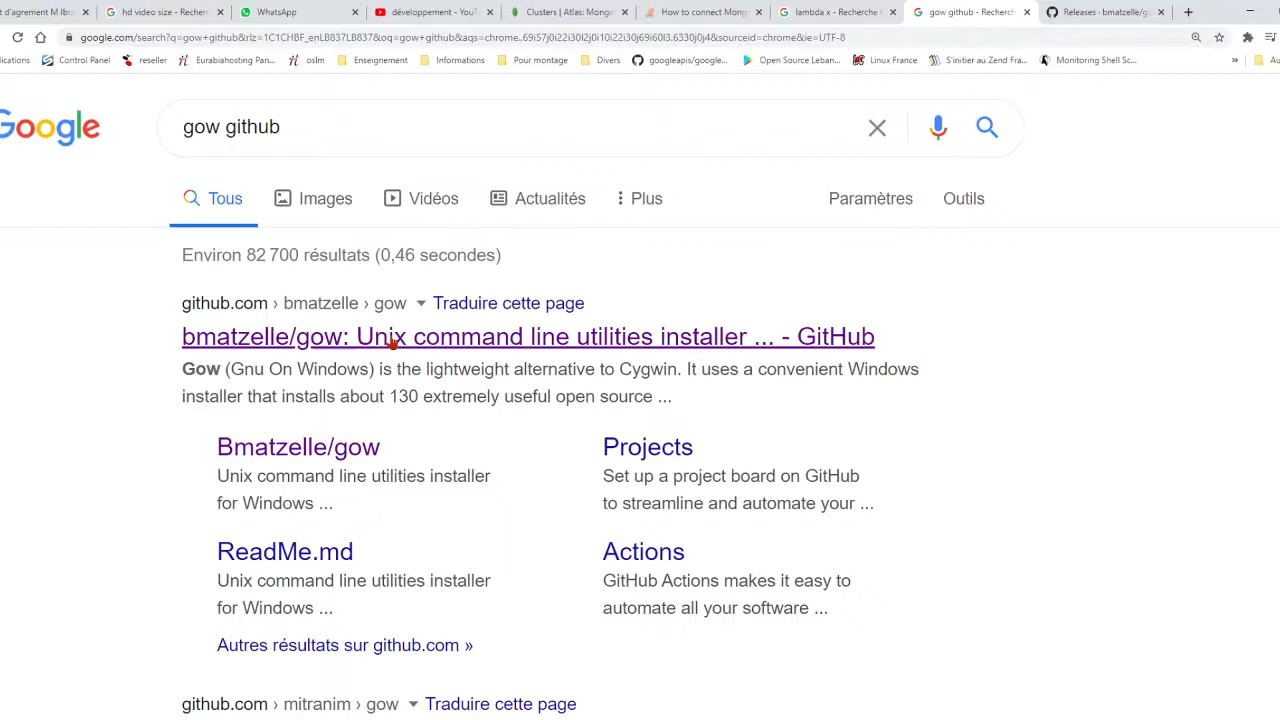 t d'agrement M Ibra
hd video size - Recher
WhatsApp
développement - YouT
Clusters | Atlas: Mongo
How to connect Mong
lambda x - Recherche
gow github - Recherch
Releases - bmatzelle/go
google.com/search?q=gow+github&rlz=1C1CHBF_enLB837LB837&oq=gow+github&aqs=chrome..69i57j0i22i30l2j0i10i22i30j69i60l3.6330j0j4&sourceid=chrome&ie=UTF-8
ications
Control Panel
reseller
Eurabiahosting Pan...
oslm
Enseignement
Informations
Pour montage
Divers
googleapis/google...
Open Source Leban...
Linux France
S'initier au Zend Fra...
Monitoring Shell Sc...
»
Au
Google
gow github
Tous
Images
Vidéos
Actualités
Plus
Paramètres
Outils
Environ 82 700 résultats (0,46 secondes)
github.com › bmatzelle › gow Traduire cette page
bmatzelle/gow: Unix command line utilities installer ... - GitHub
Gow (Gnu On Windows) is the lightweight alternative to Cygwin. It uses a convenient Windows
installer that installs about 130 extremely useful open source ...
Bmatzelle/gow
Unix command line utilities installer
for Windows ...
Projects
Set up a project board on GitHub
to streamline and automate your ...
ReadMe.md
Unix command line utilities installer
for Windows ...
Actions
GitHub Actions makes it easy to
automate all your software ...
Autres résultats sur github.com »
github.com › mitranim › gow Traduire cette page